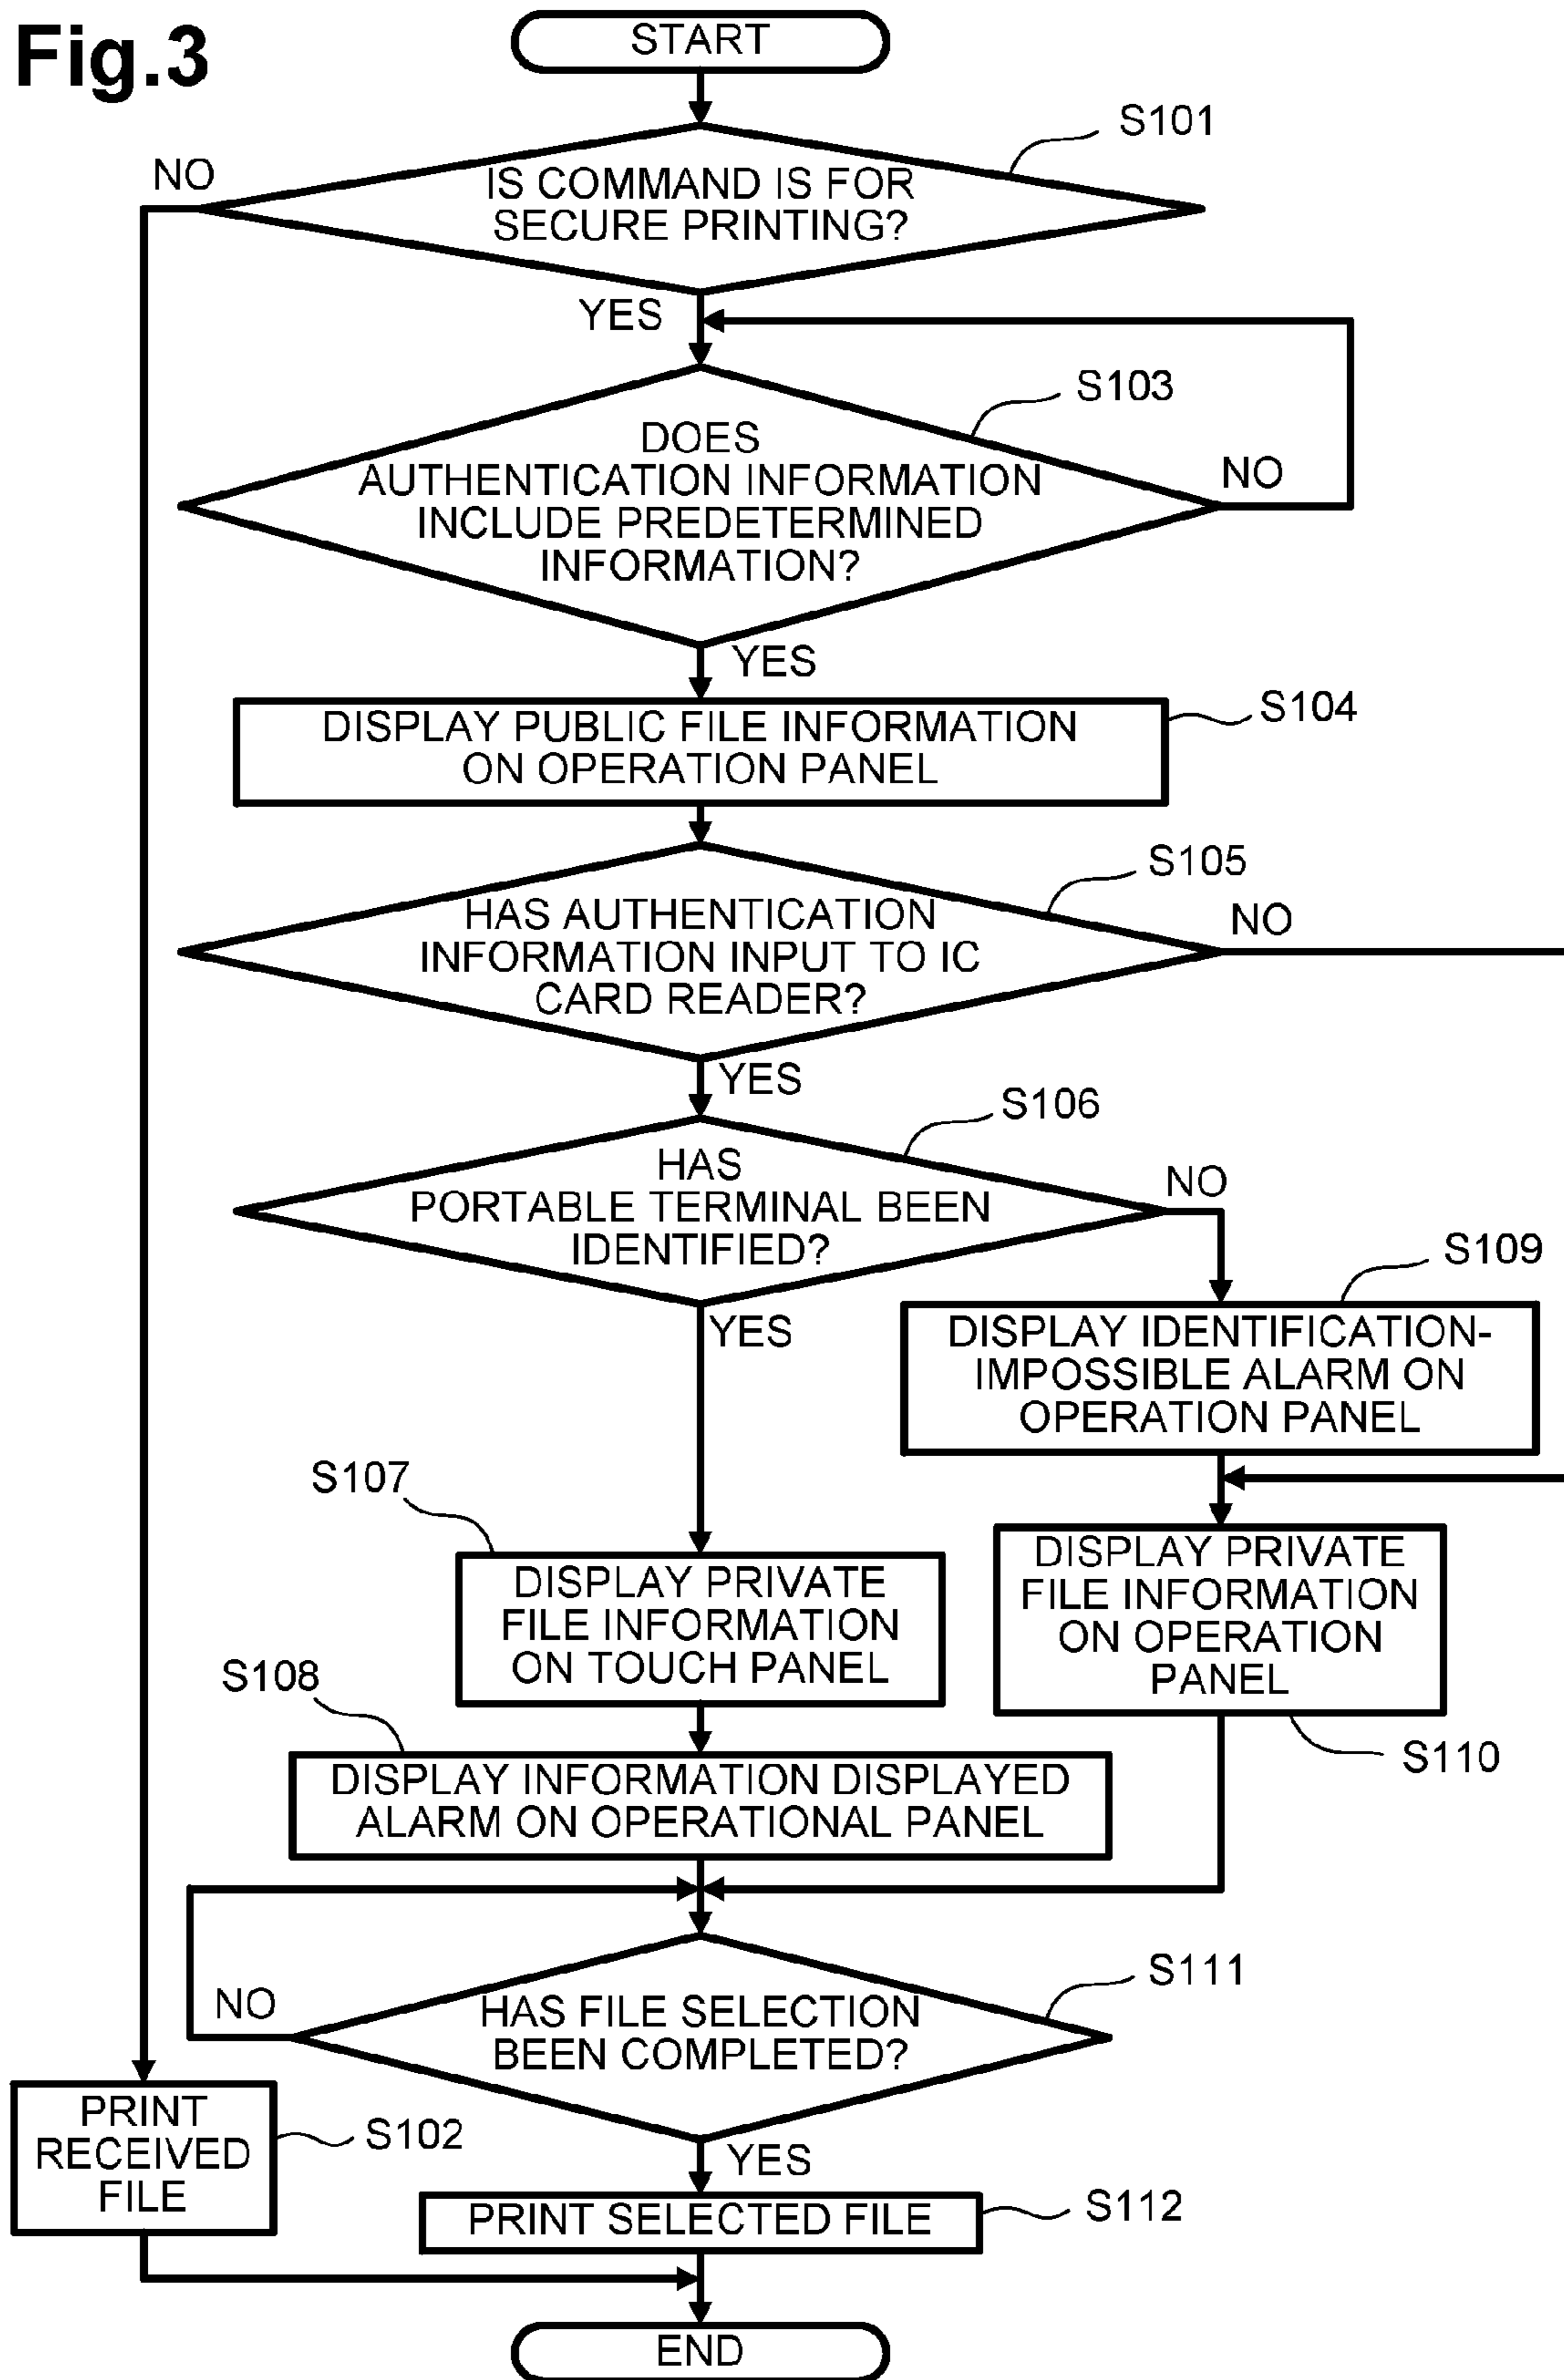 Fig.3
START
S101
NO
IS COMMAND IS FOR
SECURE PRINTING?
YES
S103
DOES
AUTHENTICATION INFORMATION
INCLUDE PREDETERMINED
INFORMATION?
NO
YES
S104
DISPLAY PUBLIC FILE INFORMATION
ON OPERATION PANEL
S105
HAS AUTHENTICATION
INFORMATION INPUT TO IC
CARD READER?
NO
YES
S106
HAS
PORTABLE TERMINAL BEEN
IDENTIFIED?
NO
YES
S109
DISPLAY IDENTIFICATION-
IMPOSSIBLE ALARM ON
OPERATION PANEL
S107
DISPLAY PRIVATE
FILE INFORMATION
ON TOUCH PANEL
DISPLAY PRIVATE
FILE INFORMATION
ON OPERATION
PANEL
S110
S108
DISPLAY INFORMATION DISPLAYED
ALARM ON OPERATIONAL PANEL
S111
NO
HAS FILE SELECTION
BEEN COMPLETED?
YES
PRINT
RECEIVED
FILE
S102
PRINT SELECTED FILE
S112
END